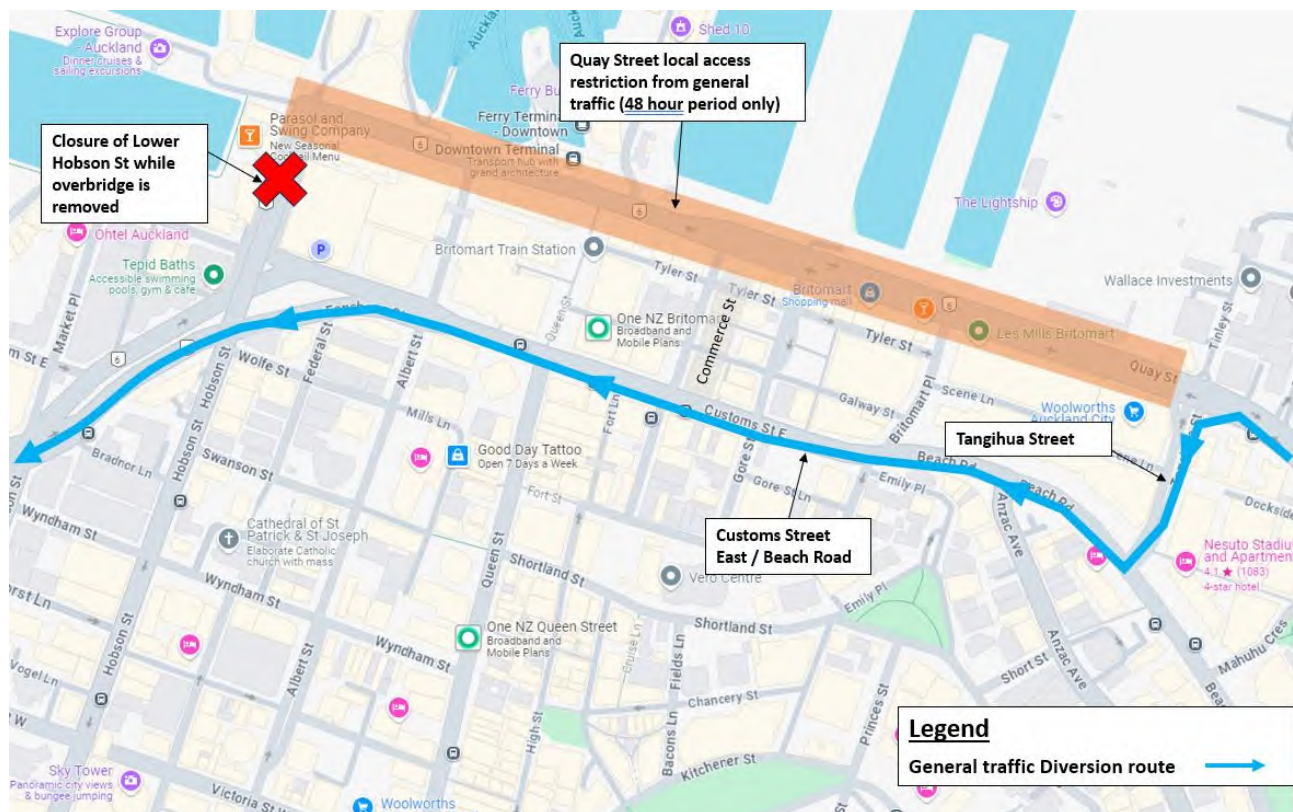 Explore Group
- Auckland
Dinner cruises &
sailing excursions
Shed 10
Quay Street local access
restriction from general
traffic (48 hour period only)
Parasol and
Swing Company
New Seasonal
Closure of Lower
Hobson St while
overbridge is
removed
Ferry Terminal
- Downtown
Downtown Terminal
Transport hub with
grand architecture
6
6
6
The Lightship
Ohtel Auckland
Tepid Baths
Accessible swimming
pools, gym & cafe
P
Britomart Train Station
Tyler St
Tyler St
Tyler St
Britomart
Shopping mall
Wallace Investments
Les Mills Britomart
Tinley St
Quay St
Market Pl
One NZ Britomart
Broadband and
Mobile Plans
Queen St
Commerce St
Galway St
Scene Ln
Britomart Pl
Woolworths
Auckland City
Tangihua Street
6
Hobson St
Wolfe St
Federal St
Albert St
Mills Ln
Fort Ln
Customs St E
Gore St
Gore St Ln
Beach Rd
Beach Rd
Emily Pl
Anzac Ave
Good Day Tattoo
Open 7 Days a Week
Fort St
Bradnor Ln
Swanson St
Hobson St
Wyndham St
Cathedral of St
Patrick & St Joseph
Elaborate Catholic
church with mass
Queen St
Shortland St
Customs Street
East / Beach Road
Vero Centre
Emily Pl
Nesuto Stadium
and Apartment
4.1 ★ (1083)
4-star hotel
One NZ Queen Street
Broadband and
Mobile Plans
Shortland St
Fields Ln
Wyndham St
Albert St
Hobson St
Vogel Ln
High St
Chancery St
Bacons Ln
Princes St
Short St
Anzac Ave
Mahuhu Cres
Kitchener St
Sky Tower
Panoramic city views
& bungee jumping
Victoria St W
Woolworths
Legend
General traffic Diversion route